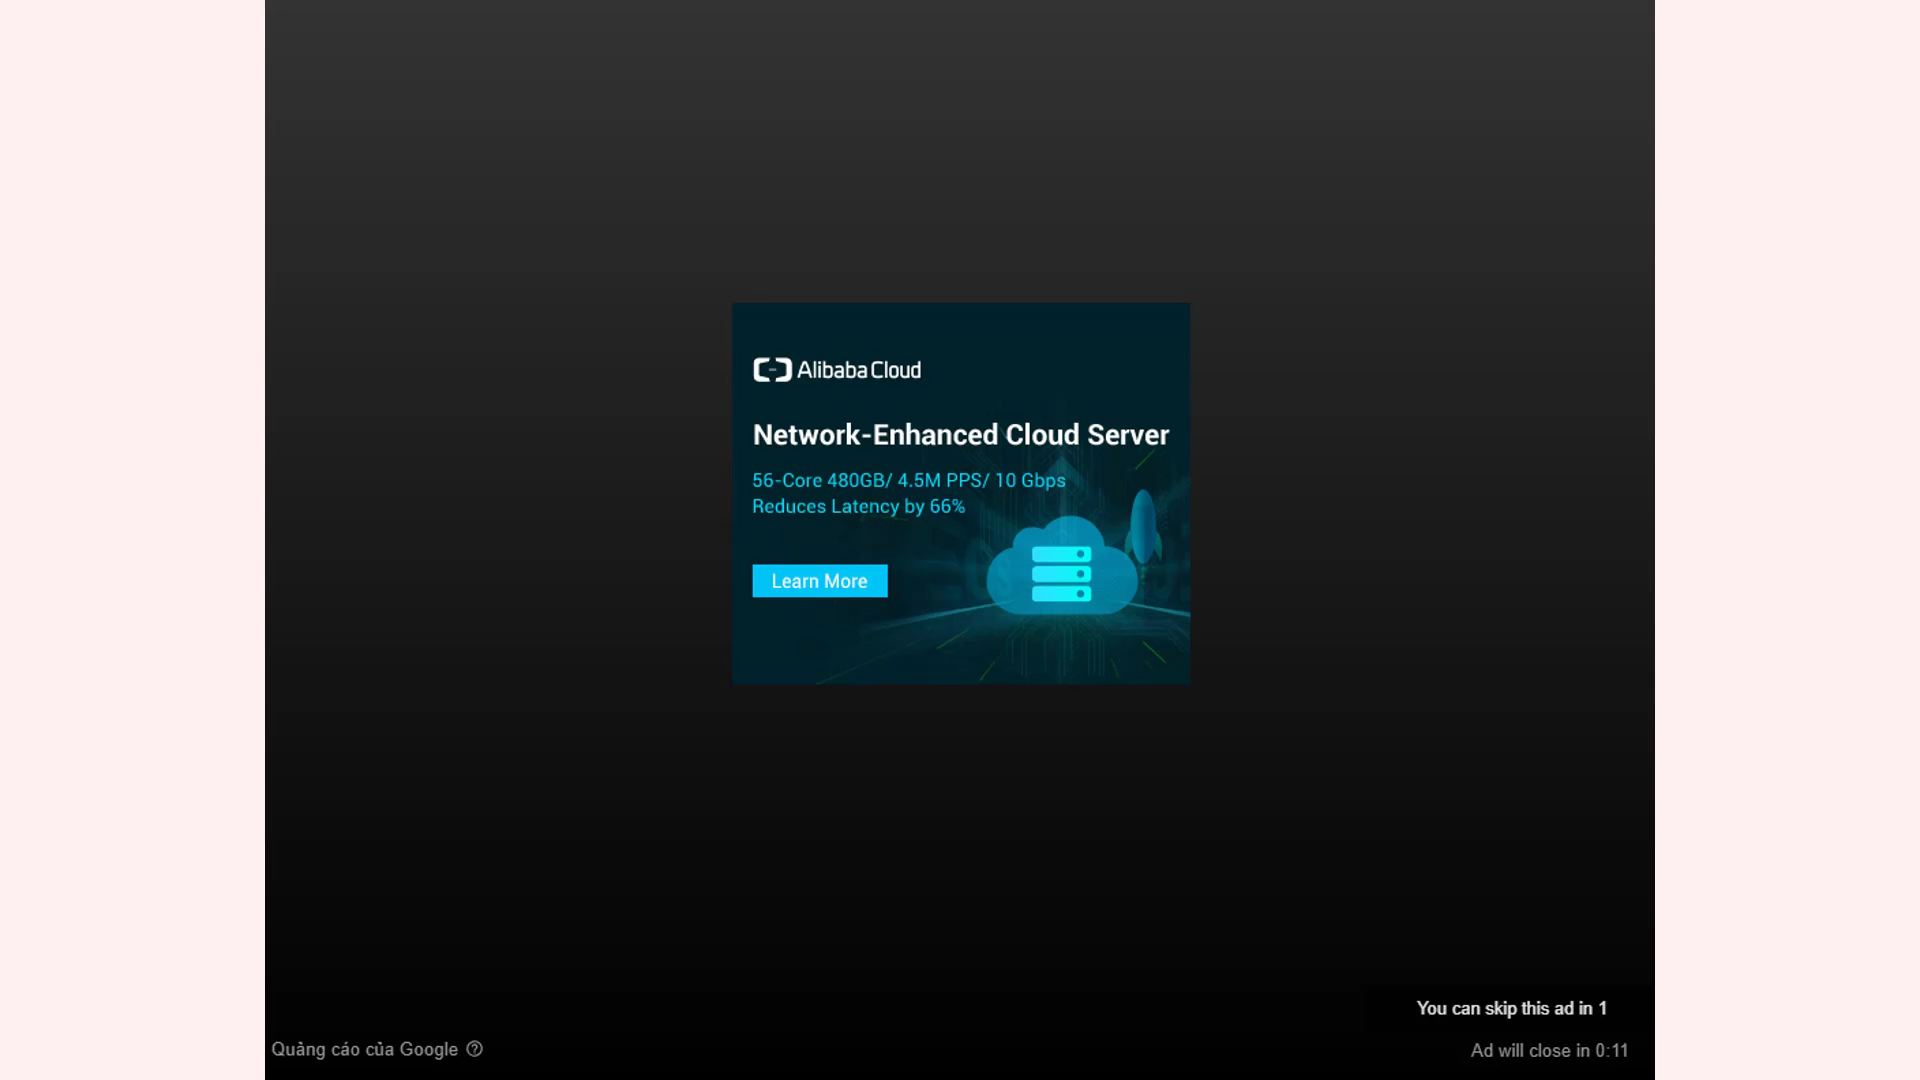 Alibaba Cloud
Network-Enhanced Cloud Server
56-Core 480GB/ 4.5M PPS/ 10 Gbps
Reduces Latency by 66%
Learn More
You can skip this ad in 1
Quảng cáo của Google
Ad will close in 0:11